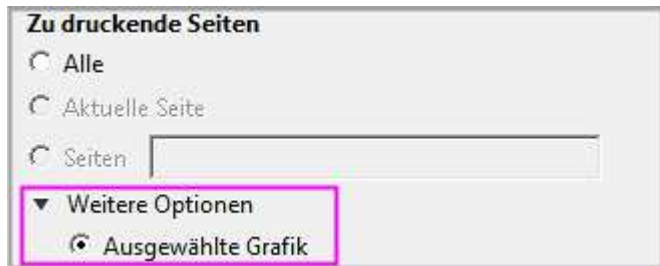 Zu druckende Seiten
Alle
Aktuelle Seite
Seiten
Weitere Optionen
Ausgewählte Grafik